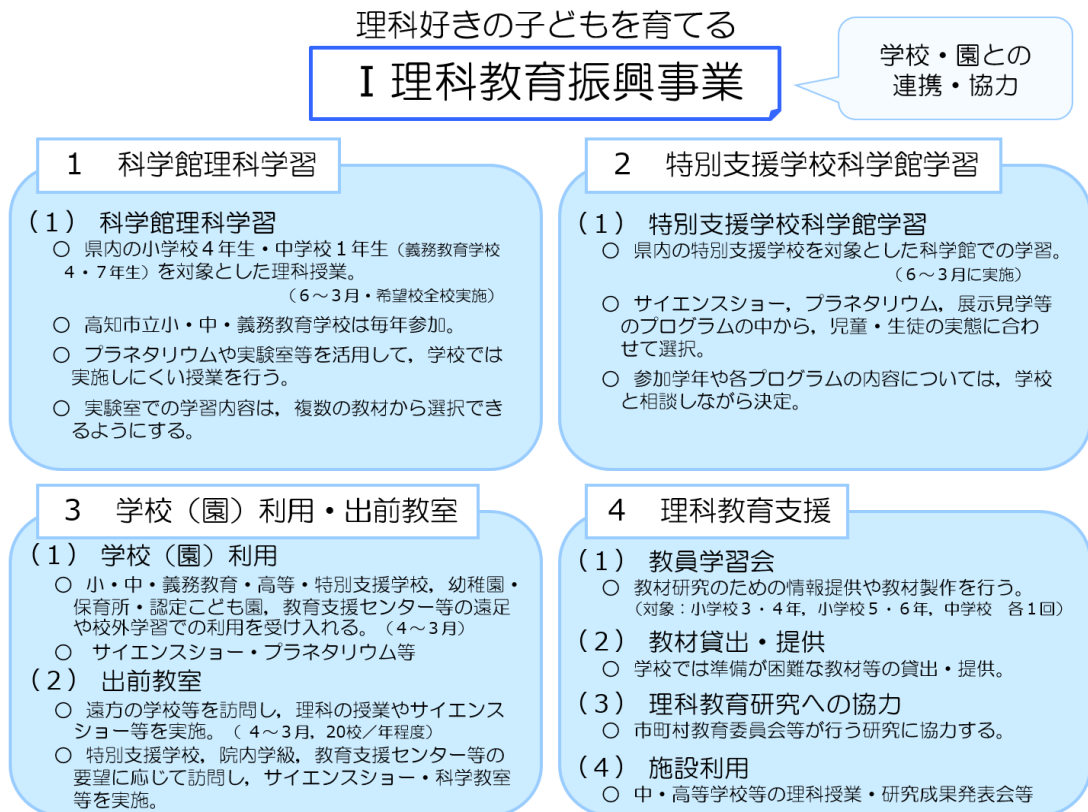 理科好きの子どもを育てる
Ⅰ 理科教育振興事業
学校・園との
連携・協力
1 科学館理科学習
(1) 科学館理科学習
○ 県内の小学校4年生・中学校1年生(義務教育学校
4・7年生)を対象とした理科授業。
(6~3月・希望校全校実施)
○ 高知市立小・中・義務教育学校は毎年参加。
○ プラネタリウムや実験室等を活用して,学校では
実施しにくい授業を行う。
○ 実験室での学習内容は,複数の教材から選択でき
るようにする。
2 特別支援学校科学館学習
(1) 特別支援学校科学館学習
○ 県内の特別支援学校を対象とした科学館での学習。
(6~3月に実施)
○ サイエンスショー,プラネタリウム,展示見学等
のプログラムの中から,児童・生徒の実態に合わ
せて選択。
○ 参加学年や各プログラムの内容については,学校
と相談しながら決定。
3 学校(園)利用・出前教室
(1) 学校(園)利用
○ 小・中・義務教育・高等・特別支援学校,幼稚園・
保育所・認定こども園,教育支援センター等の遠足
や校外学習での利用を受け入れる。(4~3月)
○ サイエンスショー・プラネタリウム等
(2) 出前教室
○ 遠方の学校等を訪問し,理科の授業やサイエンス
ショー等を実施。( 4~3月,20校/年程度)
○ 特別支援学校,院内学級,教育支援センター等の
要望に応じて訪問し,サイエンスショー・科学教室
等を実施。
4 理科教育支援
(1) 教員学習会
○ 教材研究のための情報提供や教材製作を行う。
(対象:小学校3・4年,小学校5・6年,中学校 各1回)
(2) 教材貸出・提供
○ 学校では準備が困難な教材等の貸出・提供。
(3) 理科教育研究への協力
○ 市町村教育委員会等が行う研究に協力する。
(4) 施設利用
○ 中・高等学校等の理科授業・研究成果発表会等